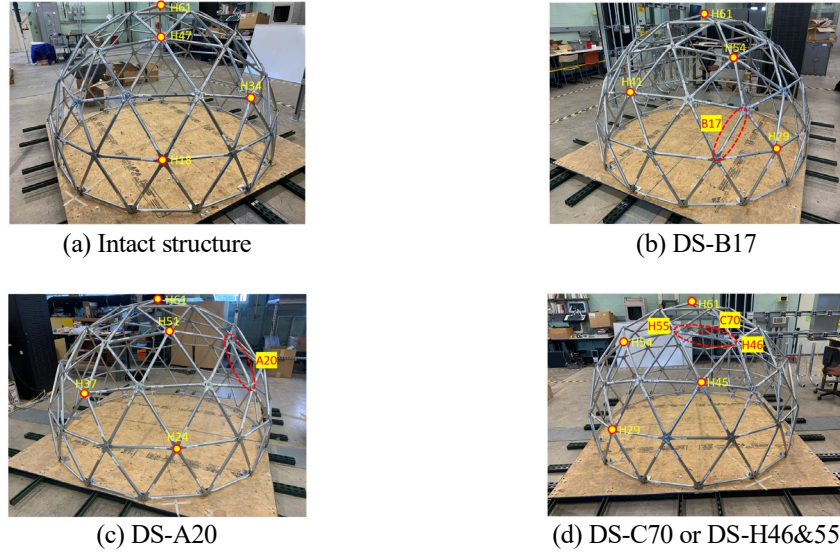 H61
H47
H34
H18
(a) Intact structure
H61
H54
H41
B17
H29
(b) DS-B17
H61
H51
A20
H37
H24
(c) DS-A20
H61
C70
H55
H46
H54
H45
H29
(d) DS-C70 or DS-H46&55